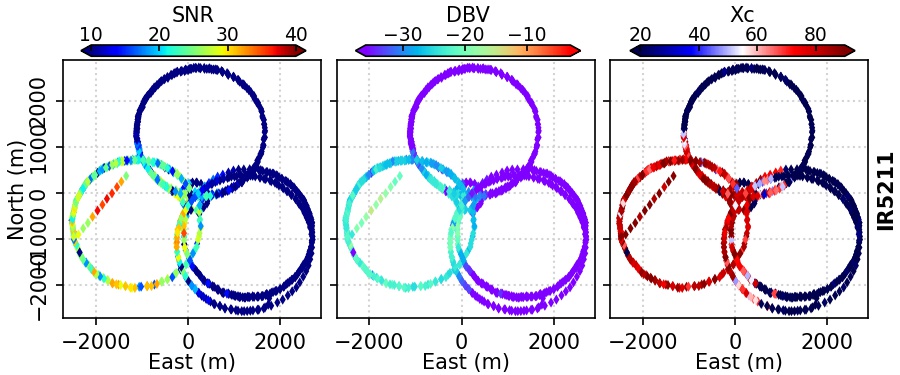 SNR DBV Xc
10 20 30 40 −30 −20 −10 20 40 60 80
North (m)
2000
1000
0
−1000
−2000
−2000 0 2000 −2000 0 2000 −2000 0 2000
East (m) East (m) East (m)
IR5211